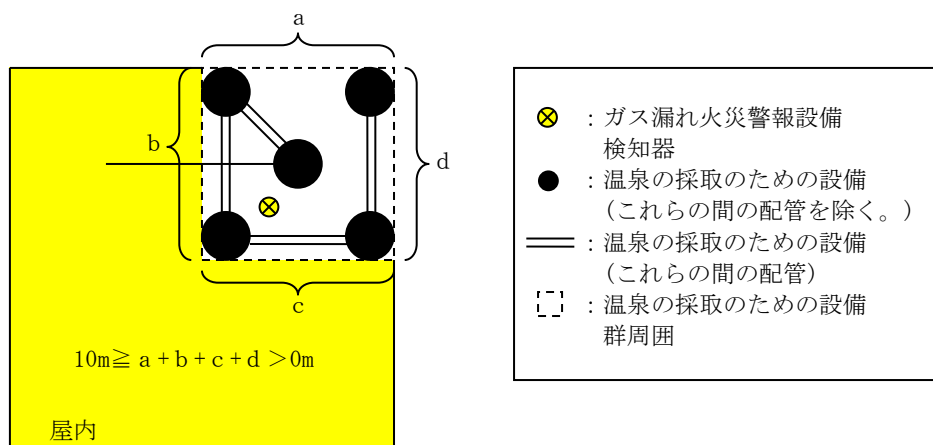 a
b
d
c
10m≧ａ+ｂ+ｃ+ｄ>0m
屋内
：ガス漏れ火災警報設備
検知器
：温泉の採取のための設備
（これらの間の配管を除く。）
：温泉の採取のための設備
（これらの間の配管）
：温泉の採取のための設備
群周囲